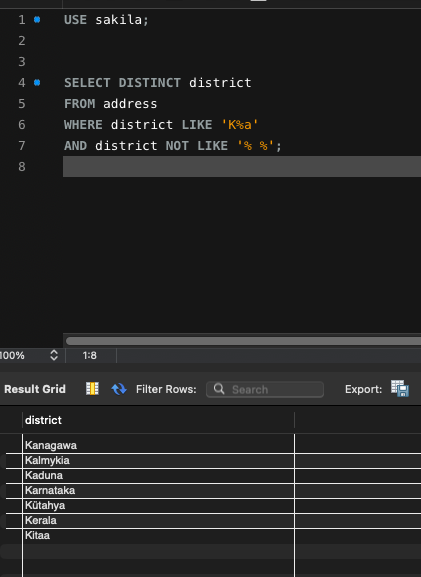 1 USE sakila;
2
3
4 SELECT DISTINCT district
5 FROM address
6 WHERE district LIKE 'K%a'
7 AND district NOT LIKE '% %';
8
100% 1:8
Result Grid Filter Rows: Search Export:
district
Kanagawa
Kalmykia
Kaduna
Karnataka
Kütahya
Kerala
Kitaa